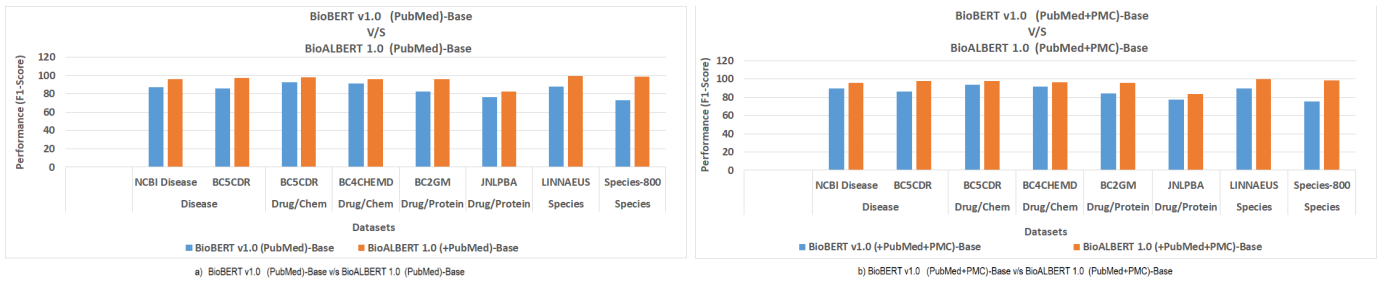 BioBERT v1.0 (PubMed)-Base
V/S
BioALBERT 1.0 (PubMed)-Base
Performance (F1-Score)
120
100
80
60
40
20
0
NCBI Disease BC5CDR BC5CDR BC4CHEMD BC2GM JNLPBA LINNAEUS Species-800
Disease Drug/Chem Drug/Chem Drug/Protein Drug/Protein Species Species
Datasets
BioBERT v1.0 (PubMed)-Base BioALBERT 1.0 (+PubMed)-Base
a) BioBERT v1.0 (PubMed)-Base v/s BioALBERT 1.0 (PubMed)-Base
BioBERT v1.0 (PubMed+PMC)-Base
V/S
BioALBERT 1.0 (PubMed+PMC)-Base
Performance (F1-Score)
120
100
80
60
40
20
0
NCBI Disease BC5CDR BC5CDR BC4CHEMD BC2GM JNLPBA LINNAEUS Species-800
Disease Drug/Chem Drug/Chem Drug/Protein Drug/Protein Species Species
Datasets
BioBERT v1.0 (+PubMed+PMC)-Base BioALBERT 1.0 (+PubMed+PMC)-Base
b) BioBERT v1.0 (PubMed+PMC)-Base v/s BioALBERT 1.0 (PubMed+PMC)-Base